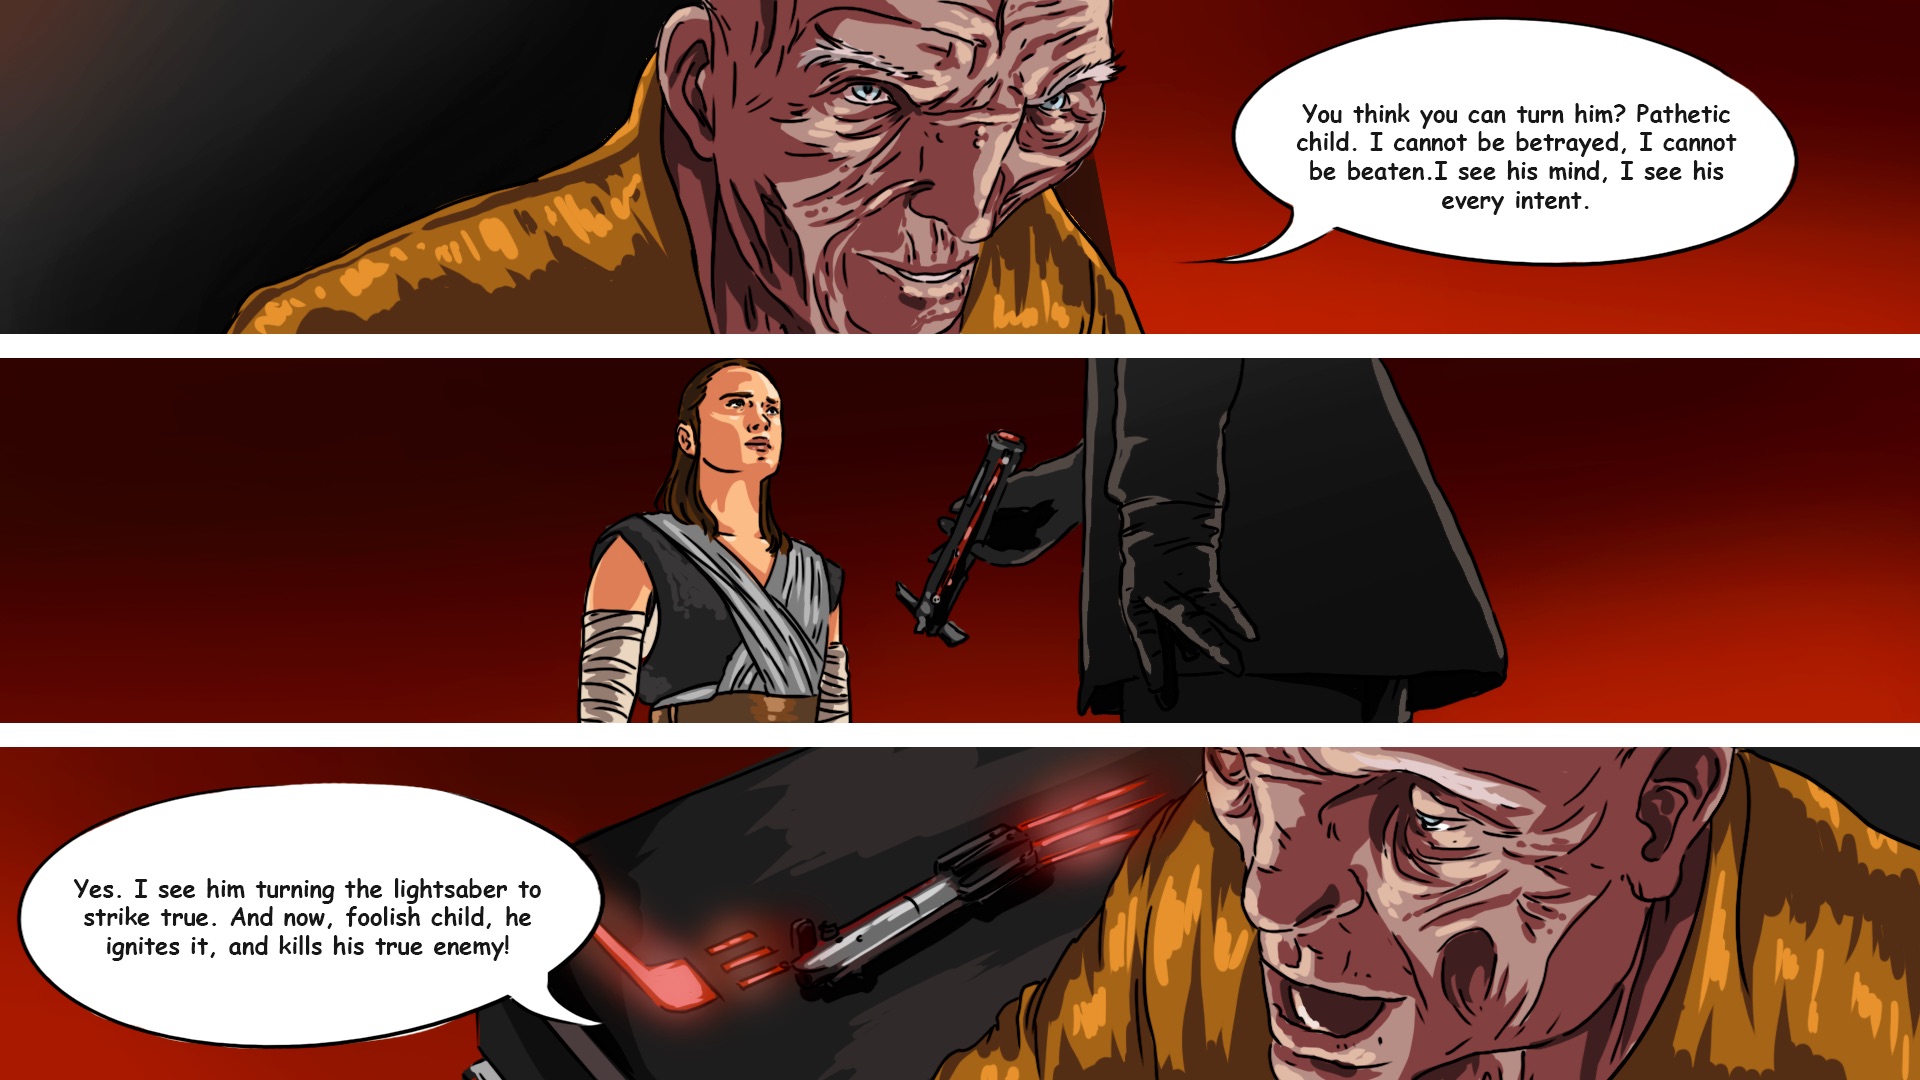 You think you can turn him? Pathetic
child. I cannot be betrayed, I cannot
be beaten.I see his mind, I see his
every intent.
Yes. I see him turning the lightsaber to
strike true. And now, foolish child, he
ignites it, and kills his true enemy!